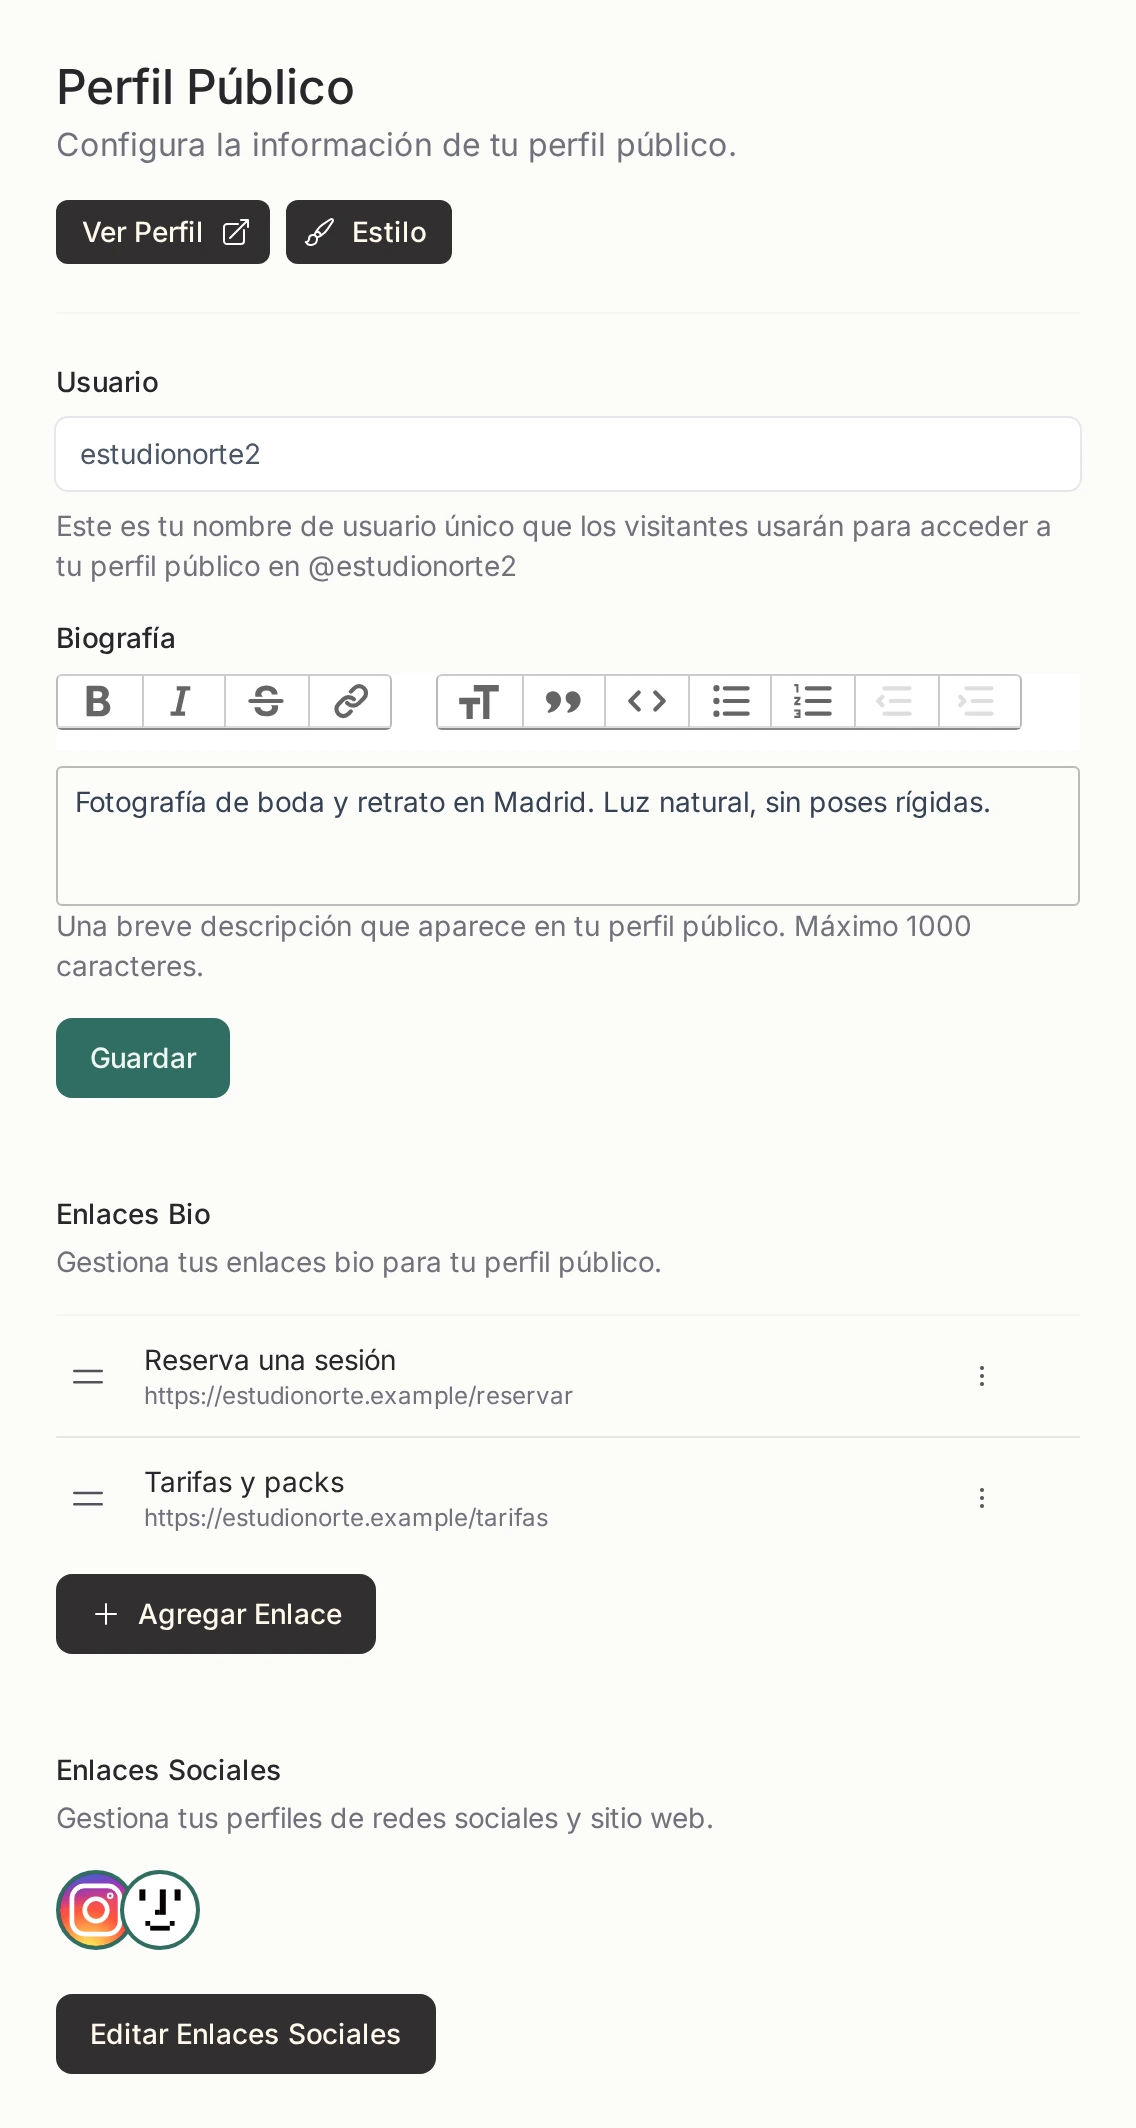 Perfil Público
Configura la información de tu perfil público.
Ver Perfil
Estilo
Usuario
estudionorte2
Este es tu nombre de usuario único que los visitantes usarán para acceder a
tu perfil público en @estudionorte2
Biografía
Fotografía de boda y retrato en Madrid. Luz natural, sin poses rígidas.
Una breve descripción que aparece en tu perfil público. Máximo 1000
caracteres.
Guardar
Enlaces Bio
Gestiona tus enlaces bio para tu perfil público.
Reserva una sesión
https://estudionorte.example/reservar
Tarifas y packs
https://estudionorte.example/tarifas
Agregar Enlace
Enlaces Sociales
Gestiona tus perfiles de redes sociales y sitio web.
Editar Enlaces Sociales